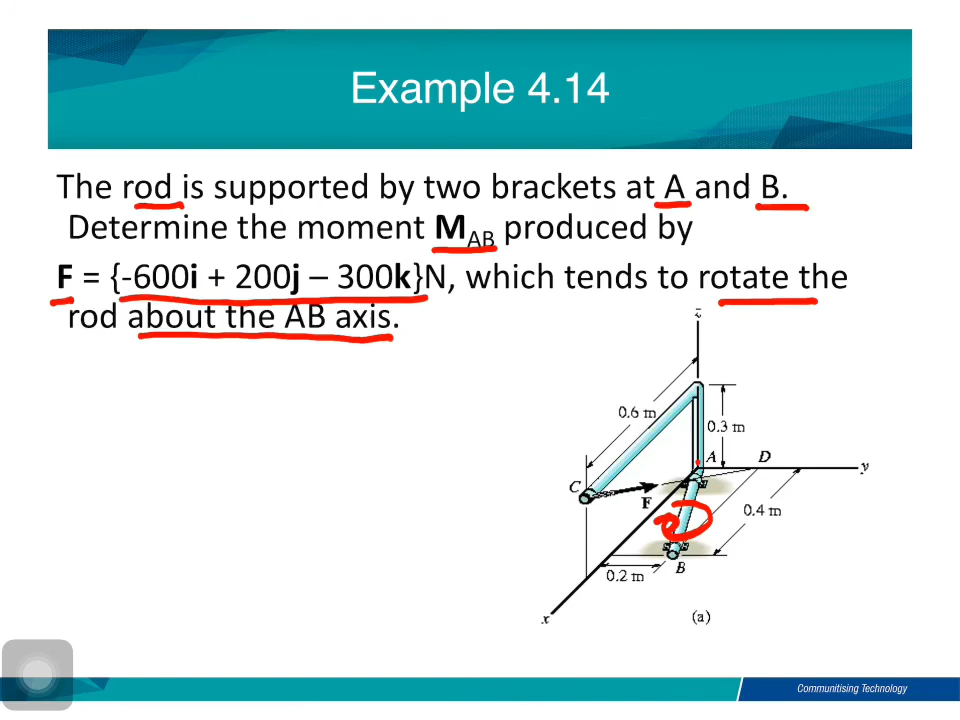 Example 4.14
The rod is supported by two brackets at A and B.
Determine the moment M_AB produced by
F = {-600i + 200j – 300k}N, which tends to rotate the
rod about the AB axis.
z
0.6 m
0.3 m
A
D
y
C
F
0.4 m
B
0.2 m
x
(a)
Communitising Technology